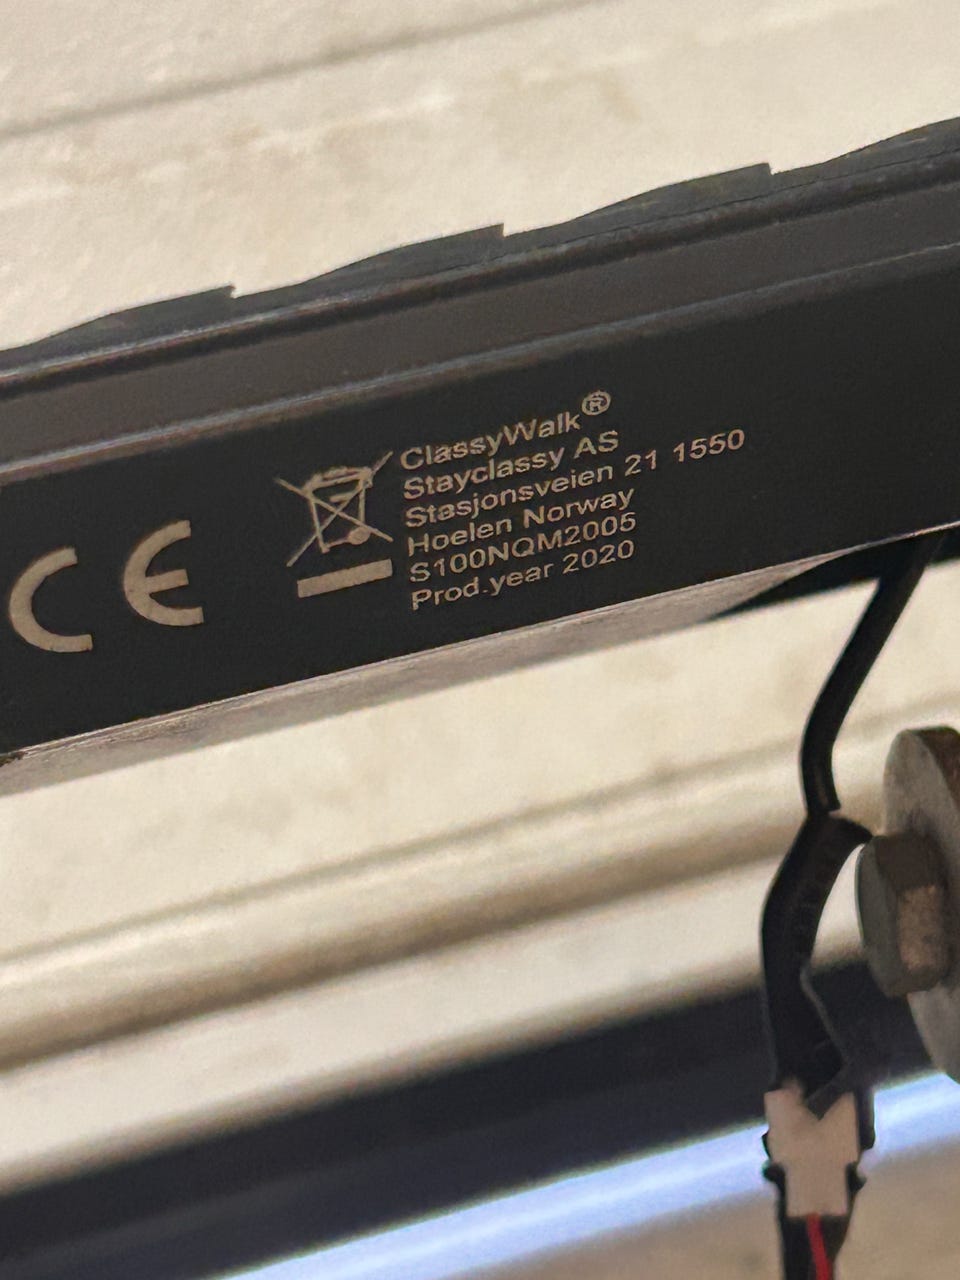 CE
ClassyWalk®
Stayclassy AS
Stasjonsveien 21 1550
Hoelen Norway
S100NQM2005
Prod.year 2020